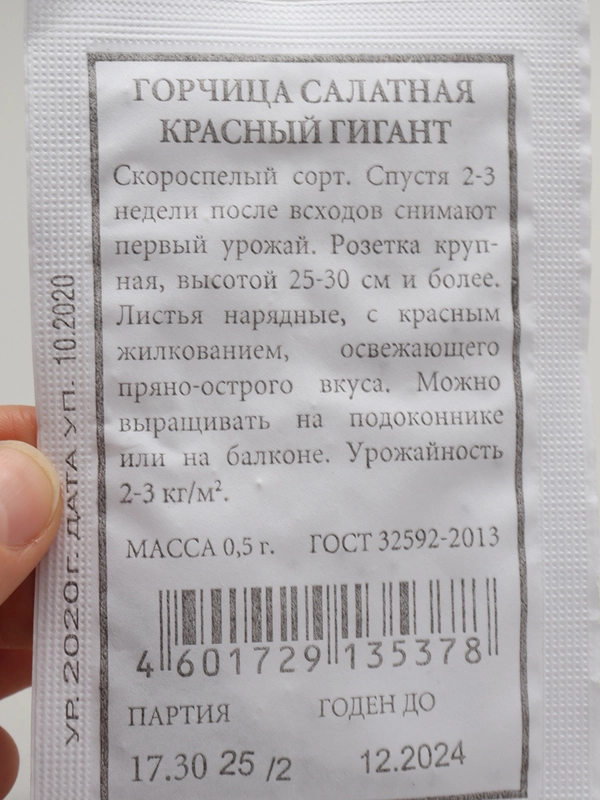 ГОРЧИЦА САЛАТНАЯ
КРАСНЫЙ ГИГАНТ
Скороспелый сорт. Спустя 2-3
недели после всходов снимают
первый урожай. Розетка круп-
ная, высотой 25-30 см и более.
Листья нарядные, с красным
жилкованием, освежающего
пряно-острого вкуса. Можно
выращивать на подоконнике
или на балконе. Урожайность
2-3 кг/м².
МАССА 0,5 г. ГОСТ 32592-2013
4 601729 135378
ПАРТИЯ ГОДЕН ДО
17.30 25 /2 12.2024
УР. 2020г. ДАТА УП. 10.2020